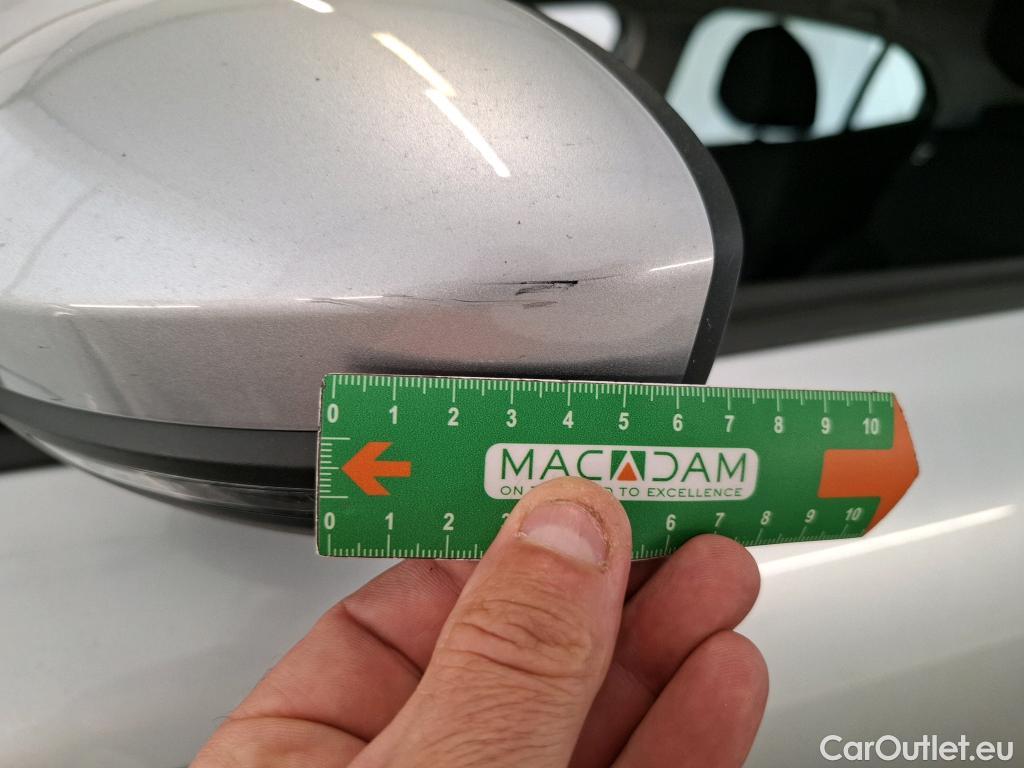 0 1 2 3 4 5 6 7 8 9 10
MACADAM
ON T TO EXCELLENCE
0 1 2 6 7 8 9 10
CarOutlet.eu